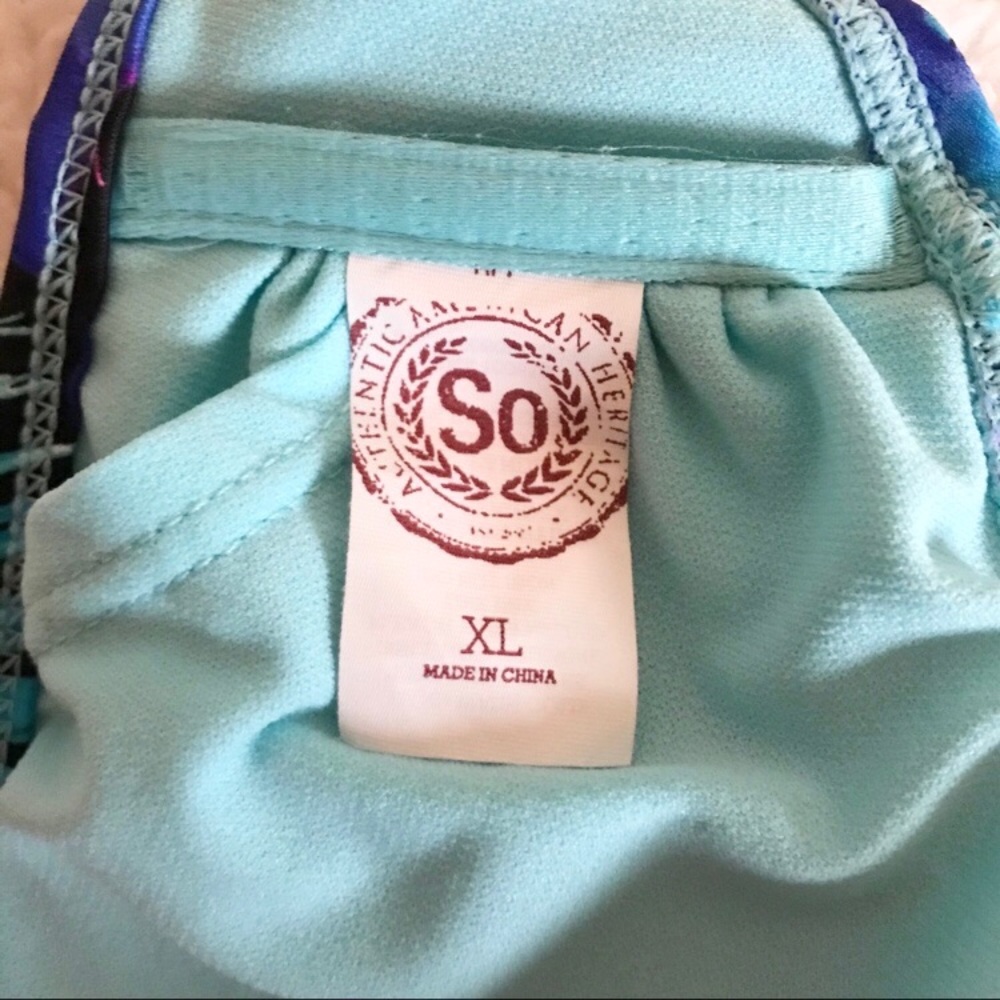 AUTHENTIC AMERICAN HERITAGE
So
XL
MADE IN CHINA